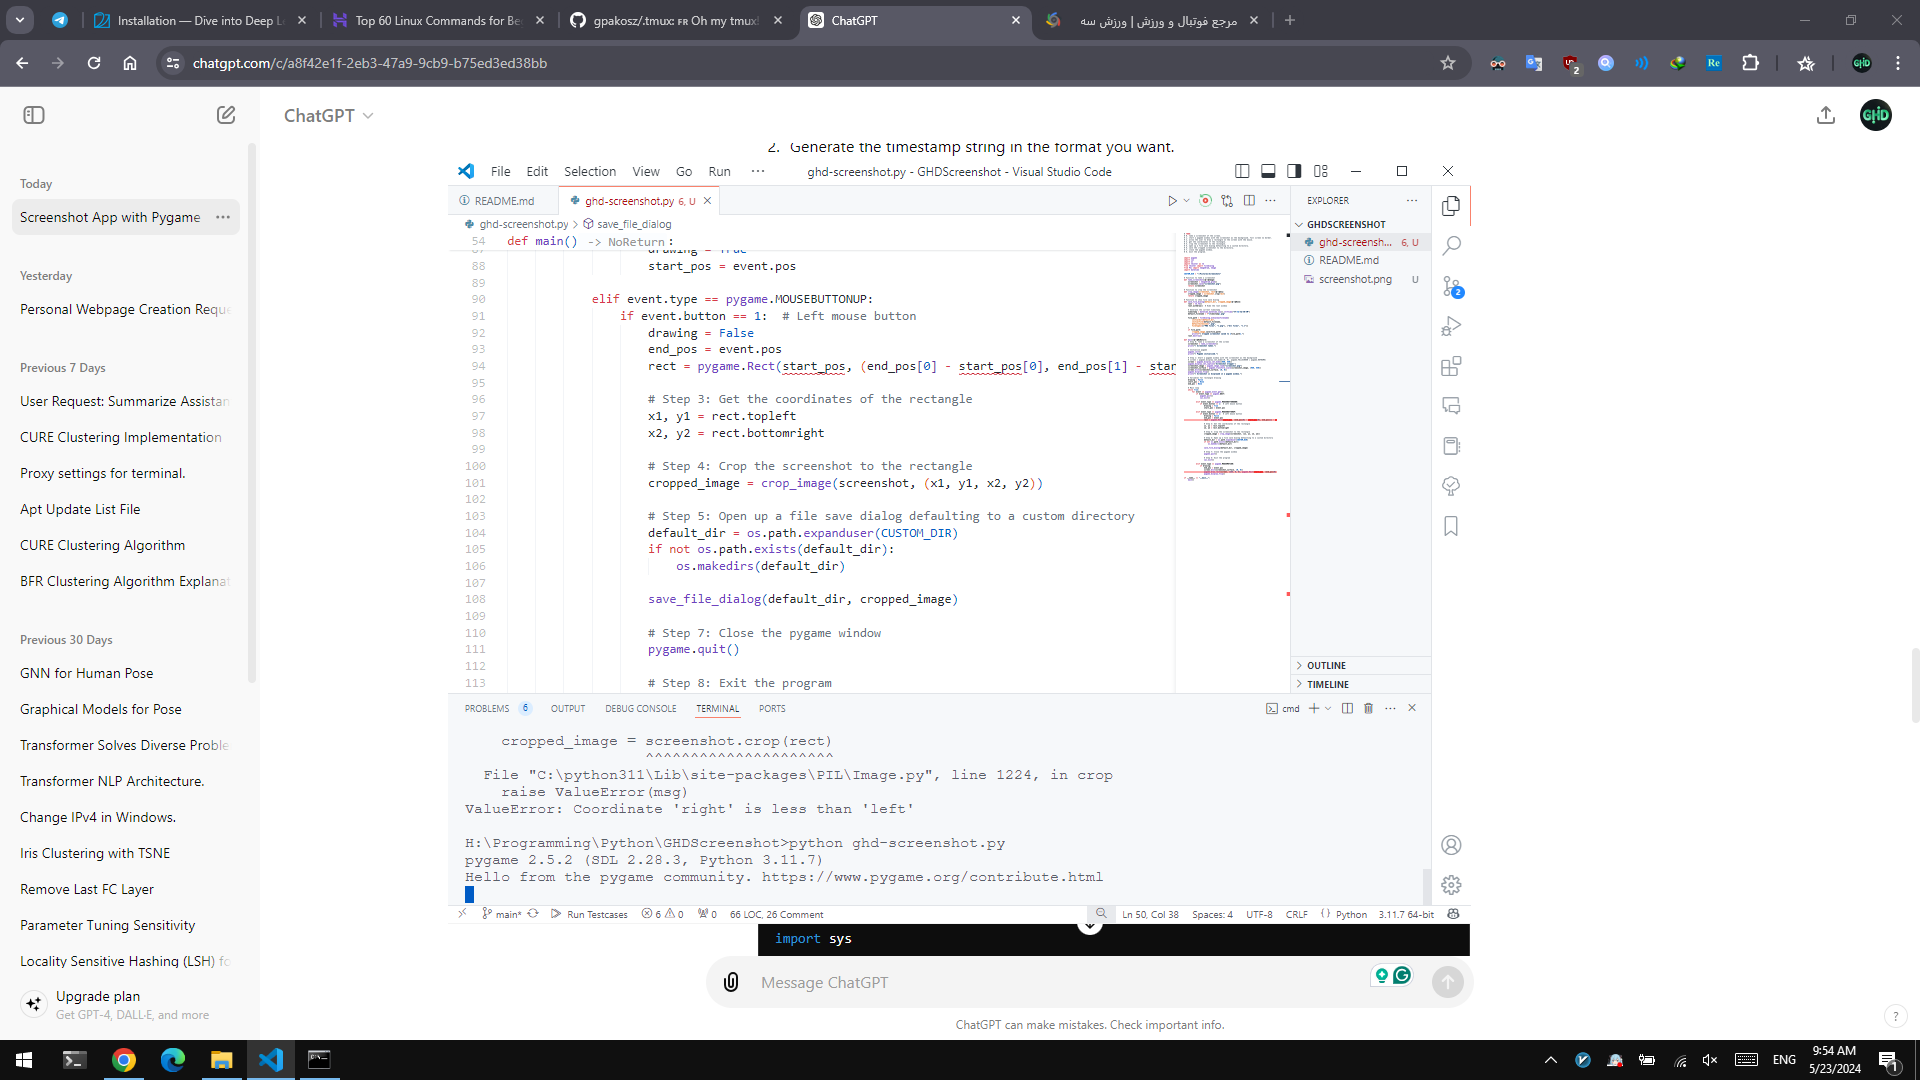 Installation — Dive into Deep L
Top 60 Linux Commands for Be
gpakosz/.tmux: FR Oh my tmux!
ChatGPT
مرجع فوتبال و ورزش | ورزش سه
chatgpt.com/c/a8f42e1f-2eb3-47a9-9cb9-b75ed3ed38bb
2
Re
GHD
ChatGPT
GHD
Today
Screenshot App with Pygame
Yesterday
Personal Webpage Creation Reque
Previous 7 Days
User Request: Summarize Assistan
CURE Clustering Implementation
Proxy settings for terminal.
Apt Update List File
CURE Clustering Algorithm
BFR Clustering Algorithm Explanat
Previous 30 Days
GNN for Human Pose
Graphical Models for Pose
Transformer Solves Diverse Proble
Transformer NLP Architecture.
Change IPv4 in Windows.
Iris Clustering with TSNE
Remove Last FC Layer
Parameter Tuning Sensitivity
Locality Sensitive Hashing (LSH) fo
Upgrade plan
Get GPT-4, DALL·E, and more
2. Generate the timestamp string in the format you want.
File Edit Selection View Go Run ···
ghd-screenshot.py - GHDScreenshot - Visual Studio Code
README.md
ghd-screenshot.py 6, U
ghd-screenshot.py > save_file_dialog
54 def main() -> NoReturn:
drawing = True
88 start_pos = event.pos
89
90 elif event.type == pygame.MOUSEBUTTONUP:
91 if event.button == 1:  # Left mouse button
92 drawing = False
93 end_pos = event.pos
94 rect = pygame.Rect(start_pos, (end_pos[0] - start_pos[0], end_pos[1] - star
95
96 # Step 3: Get the coordinates of the rectangle
97 x1, y1 = rect.topleft
98 x2, y2 = rect.bottomright
99
100 # Step 4: Crop the screenshot to the rectangle
101 cropped_image = crop_image(screenshot, (x1, y1, x2, y2))
102
103 # Step 5: Open up a file save dialog defaulting to a custom directory
104 default_dir = os.path.expanduser(CUSTOM_DIR)
105 if not os.path.exists(default_dir):
106 os.makedirs(default_dir)
107
108 save_file_dialog(default_dir, cropped_image)
109
110 # Step 7: Close the pygame window
111 pygame.quit()
112
113 # Step 8: Exit the program
EXPLORER
GHDSCREENSHOT
ghd-screensh... 6, U
README.md
screenshot.png U
OUTLINE
TIMELINE
2
PROBLEMS 6 OUTPUT DEBUG CONSOLE TERMINAL PORTS
cmd
cropped_image = screenshot.crop(rect)
^^^^^^^^^^^^^^^^^^^^^
File "C:\python311\Lib\site-packages\PIL\Image.py", line 1224, in crop
raise ValueError(msg)
ValueError: Coordinate 'right' is less than 'left'
H:\Programming\Python\GHDScreenshot>python ghd-screenshot.py
pygame 2.5.2 (SDL 2.28.3, Python 3.11.7)
Hello from the pygame community. https://www.pygame.org/contribute.html
main* Run Testcases 6 0 0 66 LOC, 26 Comment
Ln 50, Col 38 Spaces: 4 UTF-8 CRLF Python 3.11.7 64-bit
import sys
Message ChatGPT
ChatGPT can make mistakes. Check important info.
?
ENG
9:54 AM
5/23/2024
1